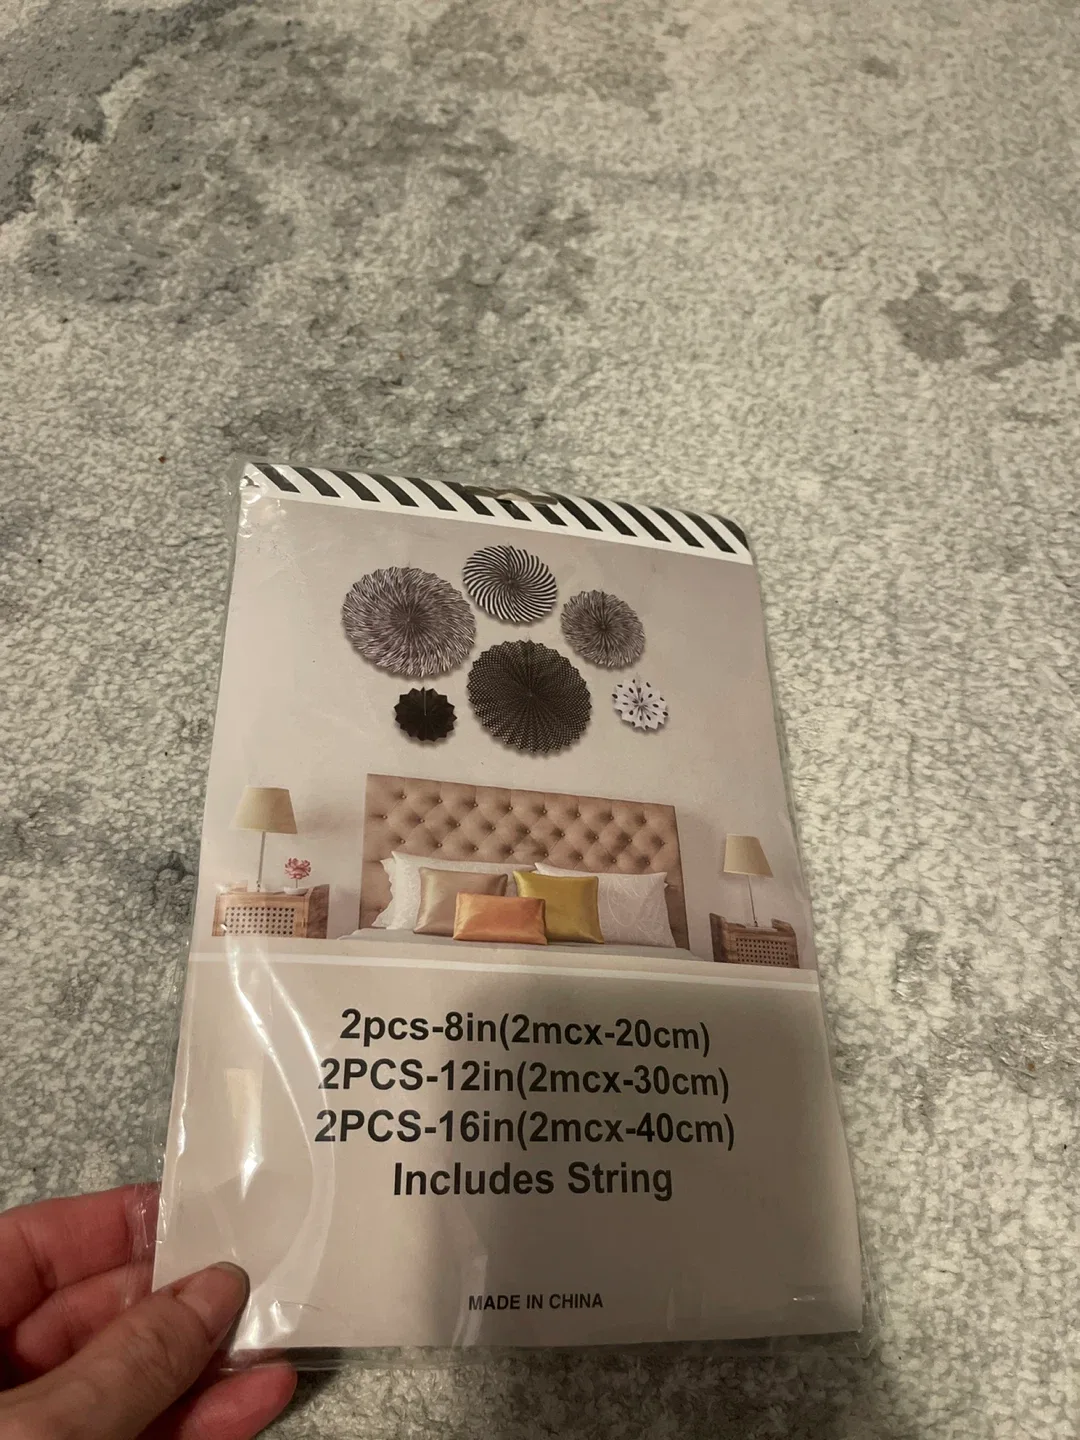 2pcs-8in(2mcx-20cm)
2PCS-12in(2mcx-30cm)
2PCS-16in(2mcx-40cm)
Includes String
MADE IN CHINA